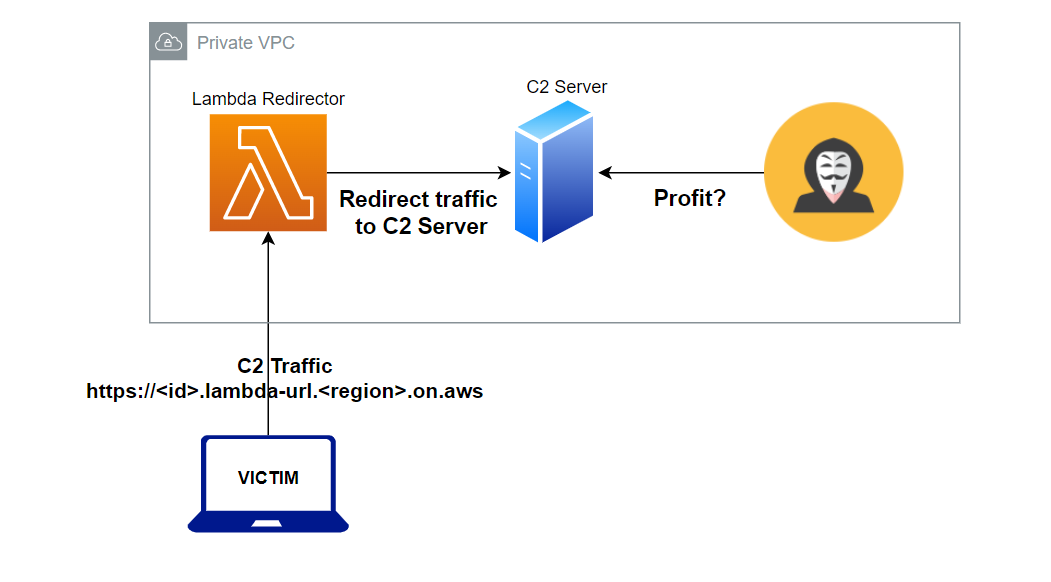 Private VPC
Lambda Redirector
C2 Server
Redirect traffic
to C2 Server
Profit?
C2 Traffic
https://<id>.lambda-url.<region>.on.aws
VICTIM